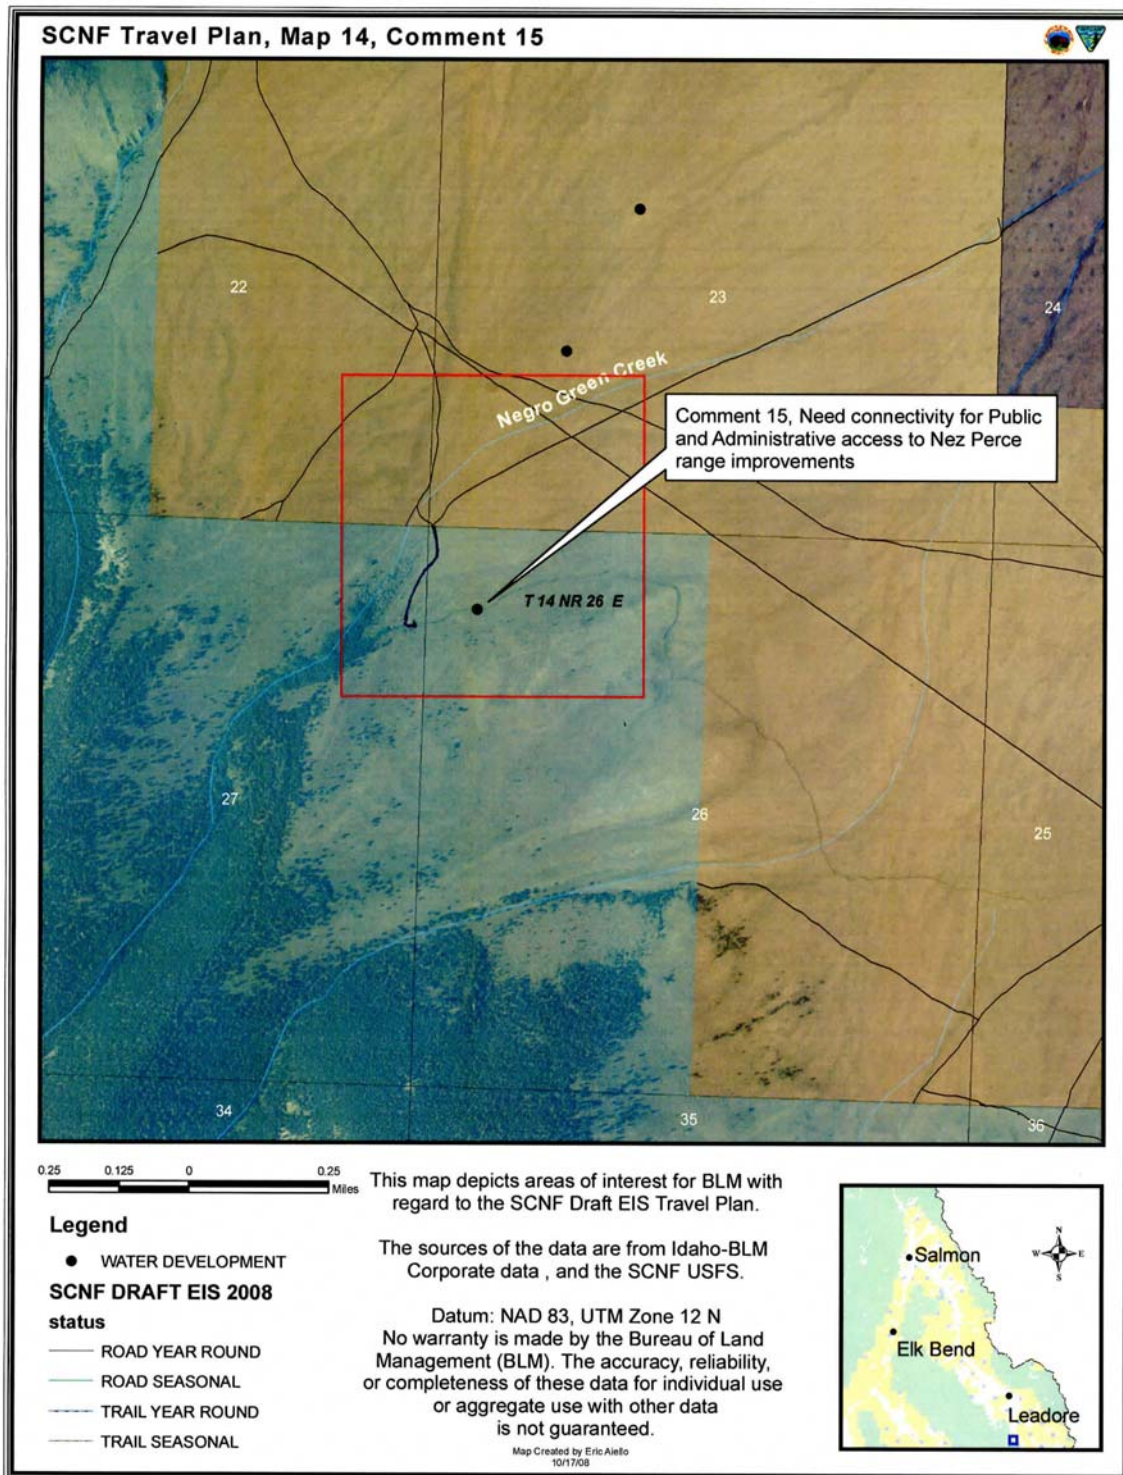 SCNF Travel Plan, Map 14, Comment 15
22
23
24
Negro Green Creek
Comment 15, Need connectivity for Public
and Administrative access to Nez Perce
range improvements
T 14 NR 26 E
27
26
25
34
35
36
0.25 0.125 0 0.25
Miles
Legend
WATER DEVELOPMENT
SCNF DRAFT EIS 2008
status
ROAD YEAR ROUND
ROAD SEASONAL
TRAIL YEAR ROUND
TRAIL SEASONAL
This map depicts areas of interest for BLM with
regard to the SCNF Draft EIS Travel Plan.
The sources of the data are from Idaho-BLM
Corporate data , and the SCNF USFS.
Datum: NAD 83, UTM Zone 12 N
No warranty is made by the Bureau of Land
Management (BLM). The accuracy, reliability,
or completeness of these data for individual use
or aggregate use with other data
is not guaranteed.
Map Created by Eric Aiello
10/17/08
Salmon
Elk Bend
Leadore
N
W E
S